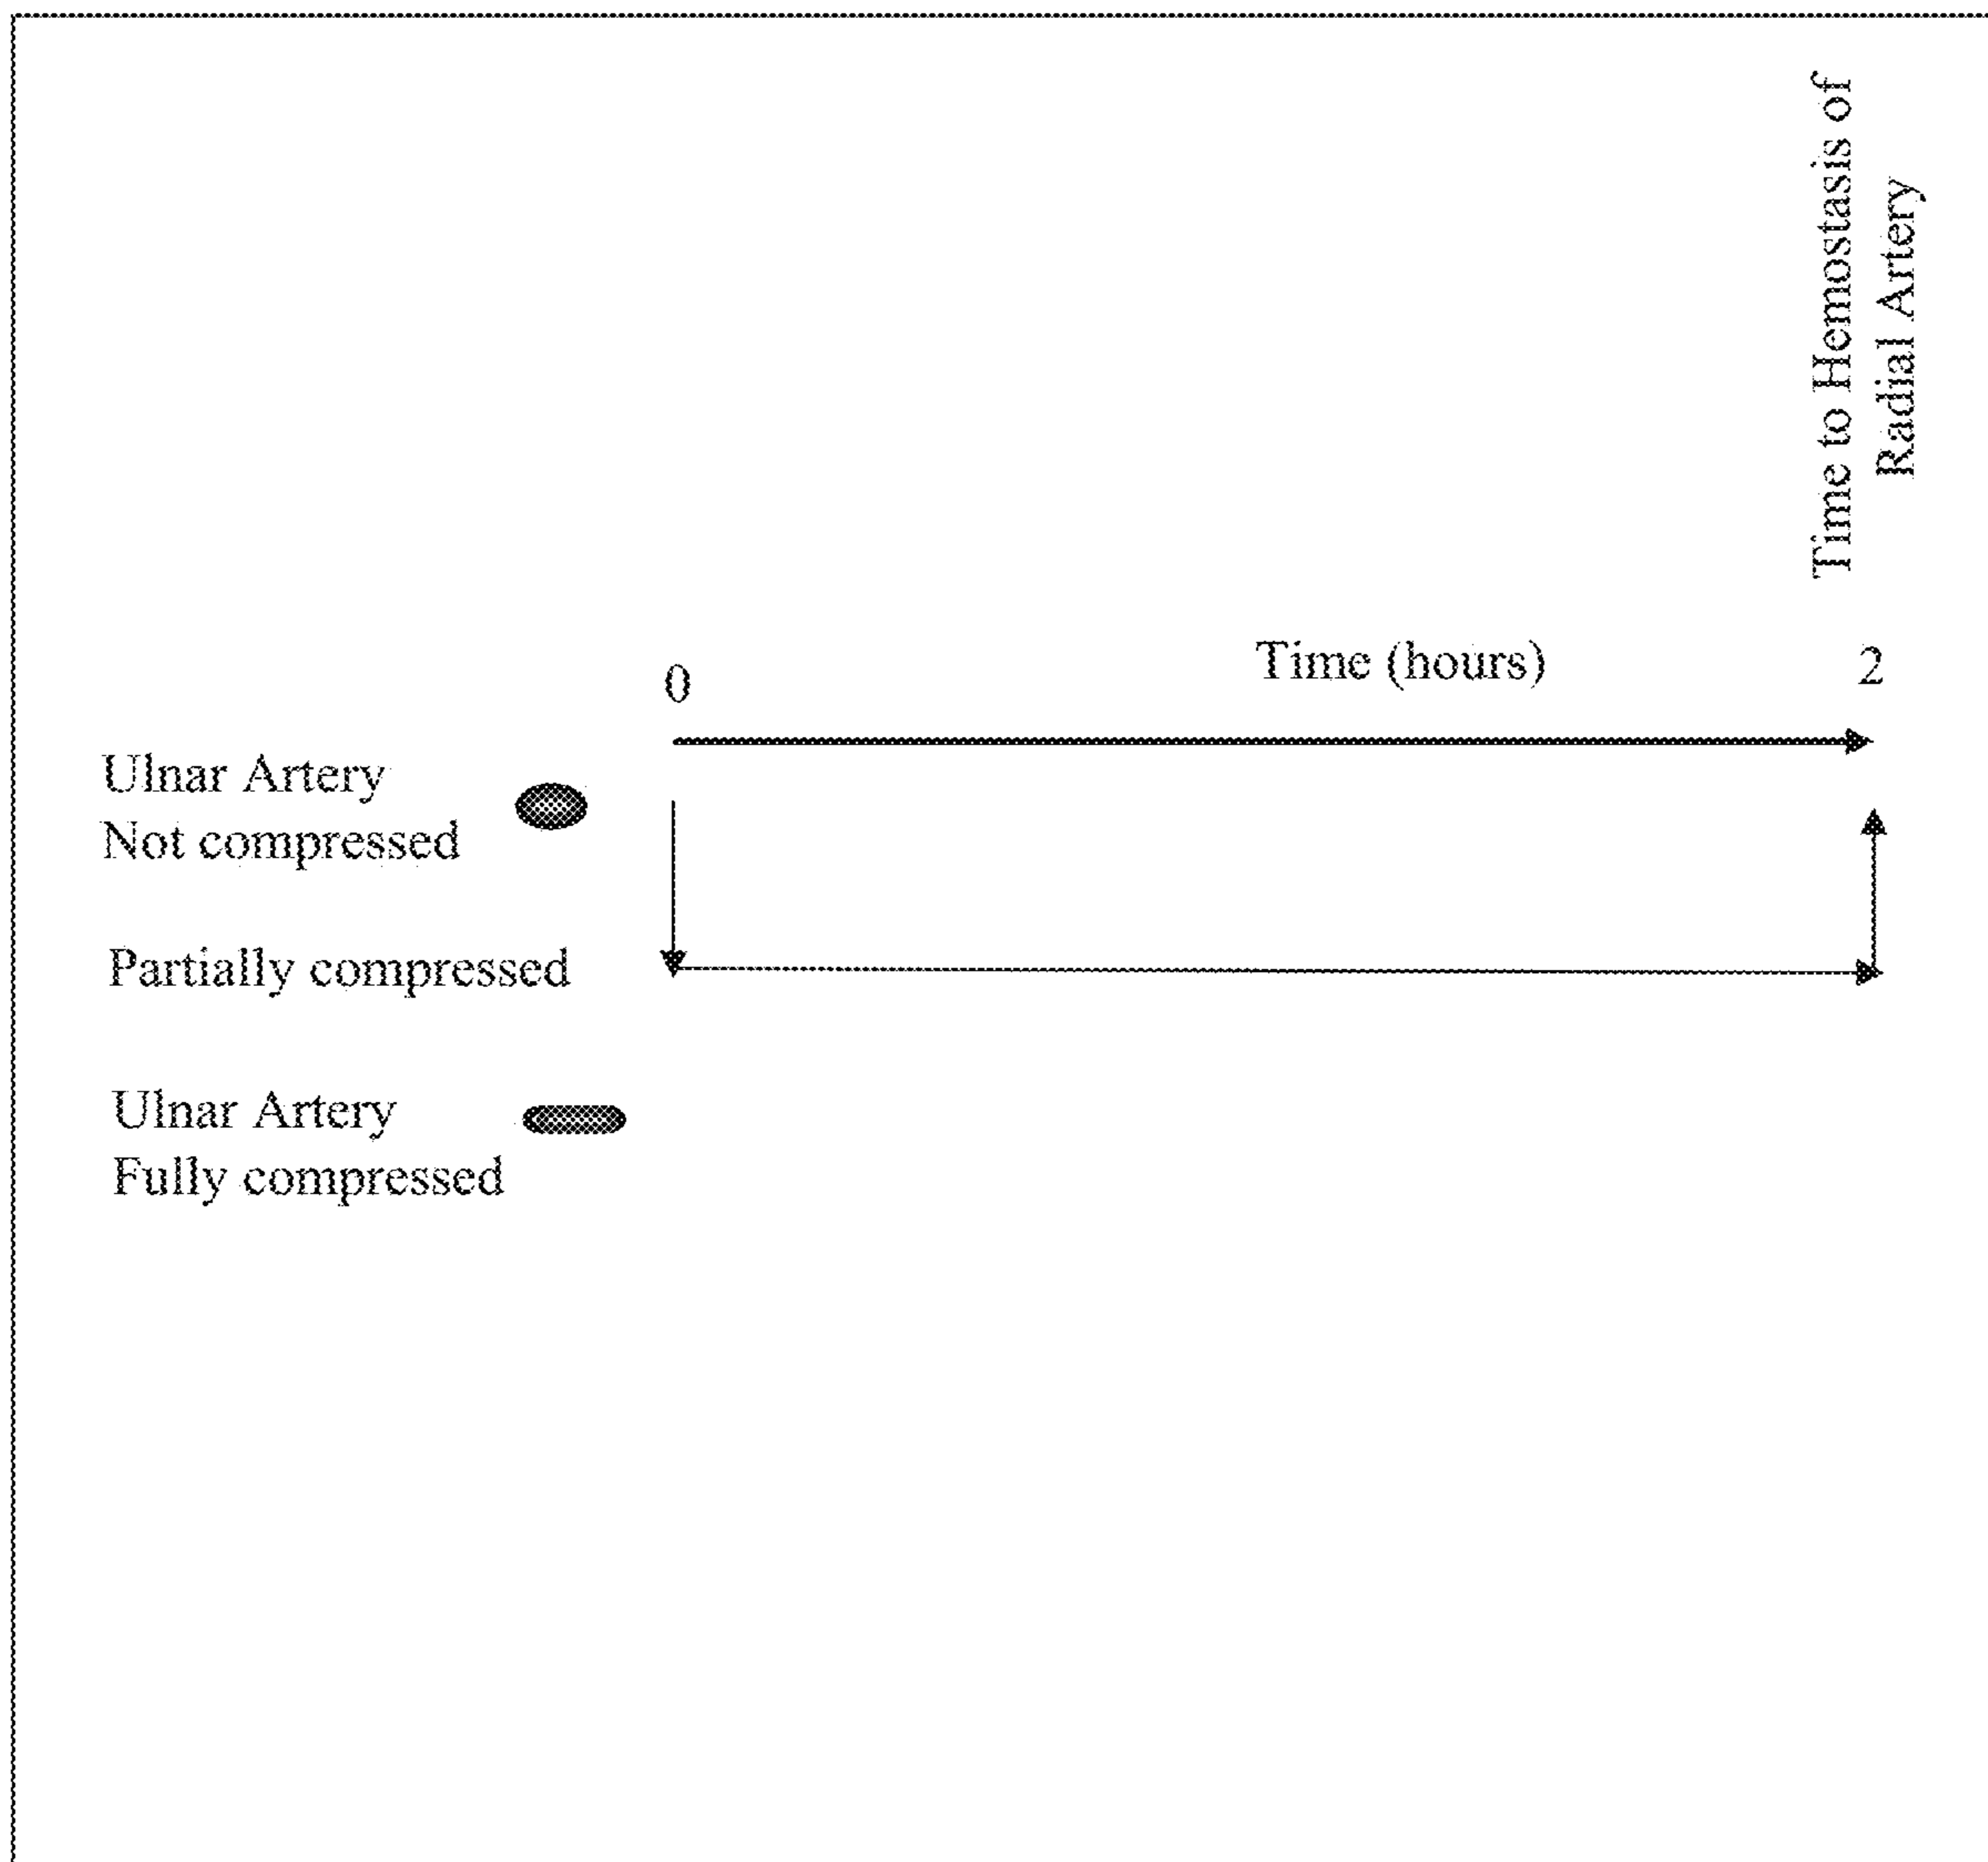 Time to Hemostasis of
Radial Artery
0
Time (hours)
2
Ulnar Artery
Not compressed
Partially compressed
Ulnar Artery
Fully compressed